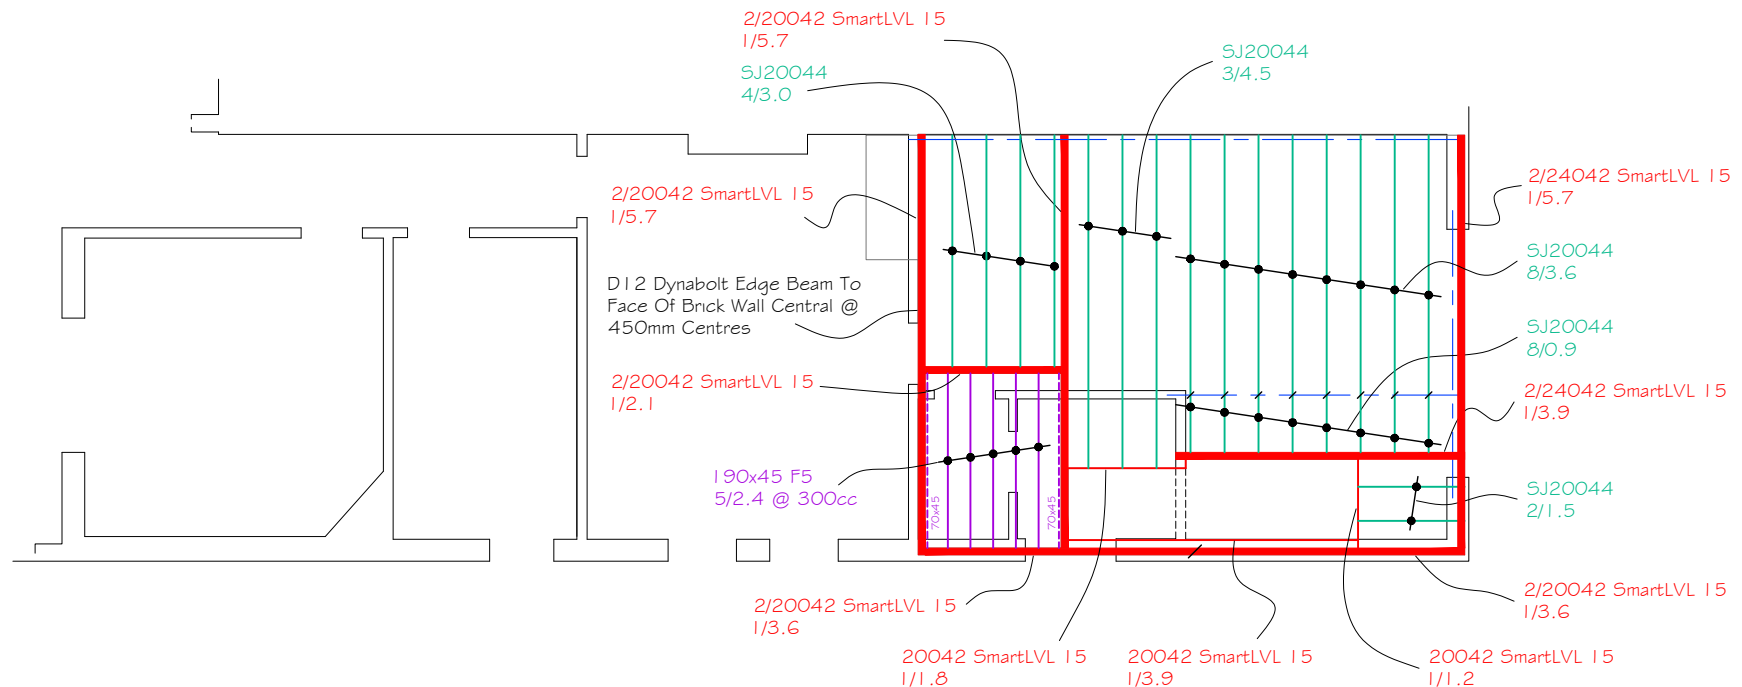 2/20042 SmartLVL 15
1/5.7
SJ20044
4/3.0
SJ20044
3/4.5
2/20042 SmartLVL 15
1/5.7
2/24042 SmartLVL 15
1/5.7
SJ20044
8/3.6
D12 Dynabolt Edge Beam To
Face Of Brick Wall Central @
450mm Centres
SJ20044
8/0.9
2/20042 SmartLVL 15
1/2.1
2/24042 SmartLVL 15
1/3.9
190x45 F5
5/2.4 @ 300cc
70x45
70x45
SJ20044
2/1.5
2/20042 SmartLVL 15
1/3.6
2/20042 SmartLVL 15
1/3.6
20042 SmartLVL 15
1/1.8
20042 SmartLVL 15
1/3.9
20042 SmartLVL 15
1/1.2